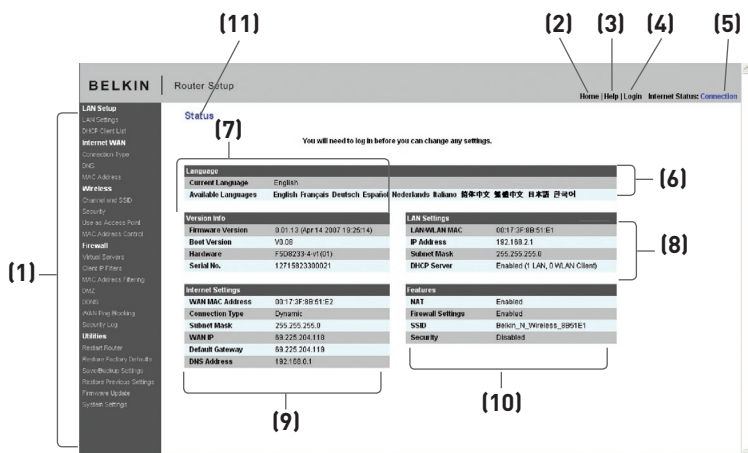 (11)
(2)
(3)
(4)
(5)
BELKIN
Router Setup
Home | Help | Login Internet Status: Connection
(1)
LAN Setup
LAN Settings
DHCP Client List
Internet WAN
Connection Type
DNS
MAC Address
Wireless
Channel and SSID
Security
Use as Access Point
MAC Address Control
Firewall
Virtual Servers
Client IP Filters
MAC Address Filtering
DMZ
DDNS
WAN Ping Blocking
Security Log
Utilities
Restart Router
Restore Factory Defaults
Save/Backup Settings
Restore Previous Settings
Firmware Update
System Settings
Status
(7)
You will need to log in before you can change any settings.
Language
Current Language English
Available Languages English Français Deutsch Español Nederlands Italiano 简体中文 繁體中文 日本語 한국어
(6)
Version Info
Firmware Version 0.01.13 (Apr 14 2007 19:25:14)
Boot Version V0.08
Hardware F5D8233-4-v1(01)
Serial No. 12715823300021
LAN Settings
LAN/WLAN MAC 00:17:3F:8B:51:E1
IP Address 192.168.2.1
Subnet Mask 255.255.255.0
DHCP Server Enabled (1 LAN, 0 WLAN Client)
(8)
Internet Settings
WAN MAC Address 00:17:3F:8B:51:E2
Connection Type Dynamic
Subnet Mask 255.255.255.0
WAN IP 69.225.204.118
Default Gateway 69.225.204.119
DNS Address 192.168.0.1
(9)
Features
NAT Enabled
Firewall Settings Enabled
SSID Belkin_N_Wireless_8B51E1
Security Disabled
(10)